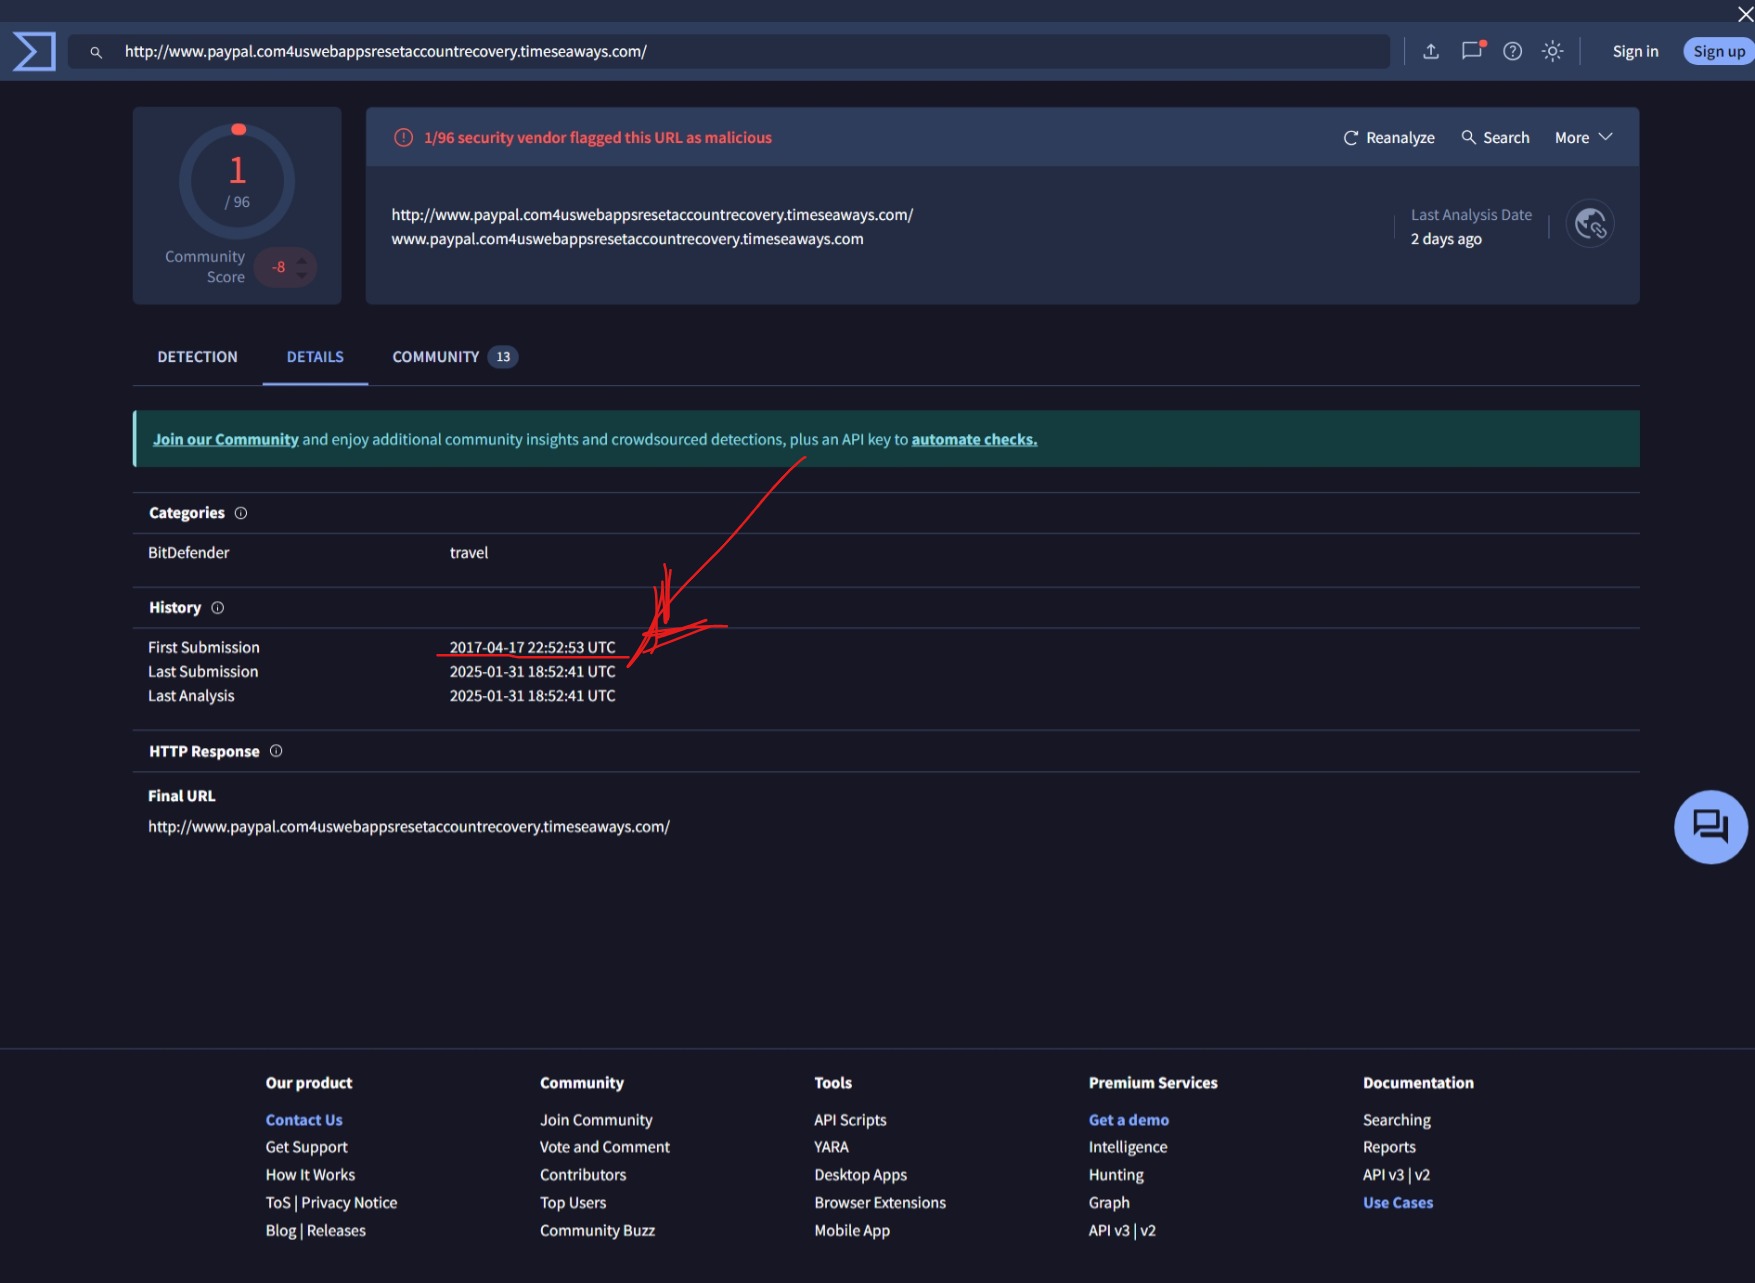 http://www.paypal.com4uswebappsresetaccountrecovery.timeseaways.com/
Sign in
Sign up
1
/ 96
Community
Score
-8
1/96 security vendor flagged this URL as malicious
Reanalyze
Search
More
http://www.paypal.com4uswebappsresetaccountrecovery.timeseaways.com/
www.paypal.com4uswebappsresetaccountrecovery.timeseaways.com
Last Analysis Date
2 days ago
DETECTION
DETAILS
COMMUNITY 13
Join our Community and enjoy additional community insights and crowdsourced detections, plus an API key to automate checks.
Categories
BitDefender travel
History
First Submission 2017-04-17 22:52:53 UTC
Last Submission 2025-01-31 18:52:41 UTC
Last Analysis 2025-01-31 18:52:41 UTC
HTTP Response
Final URL
http://www.paypal.com4uswebappsresetaccountrecovery.timeseaways.com/
Our product
Contact Us
Get Support
How It Works
ToS | Privacy Notice
Blog | Releases
Community
Join Community
Vote and Comment
Contributors
Top Users
Community Buzz
Tools
API Scripts
YARA
Desktop Apps
Browser Extensions
Mobile App
Premium Services
Get a demo
Intelligence
Hunting
Graph
API v3 | v2
Documentation
Searching
Reports
API v3 | v2
Use Cases